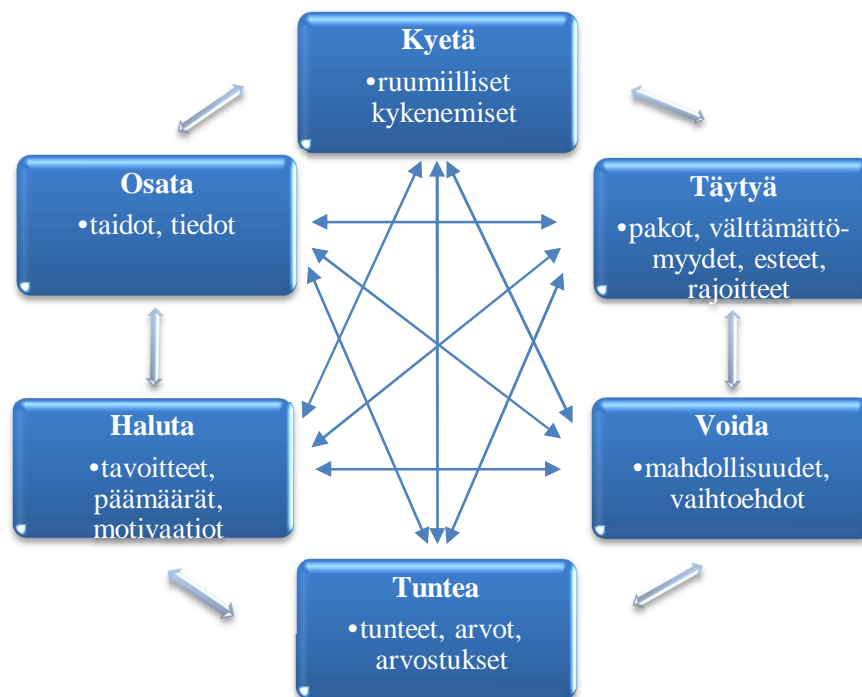 Kyetä
•ruumiilliset
kykenemiset
Osata
•taidot, tiedot
Täytyä
•pakot, välttämättö-
myydet, esteet,
rajoitteet
Haluta
•tavoitteet,
päämäärät,
motivaatiot
Voida
•mahdollisuudet,
vaihtoehdot
Tuntea
•tunteet, arvot,
arvostukset